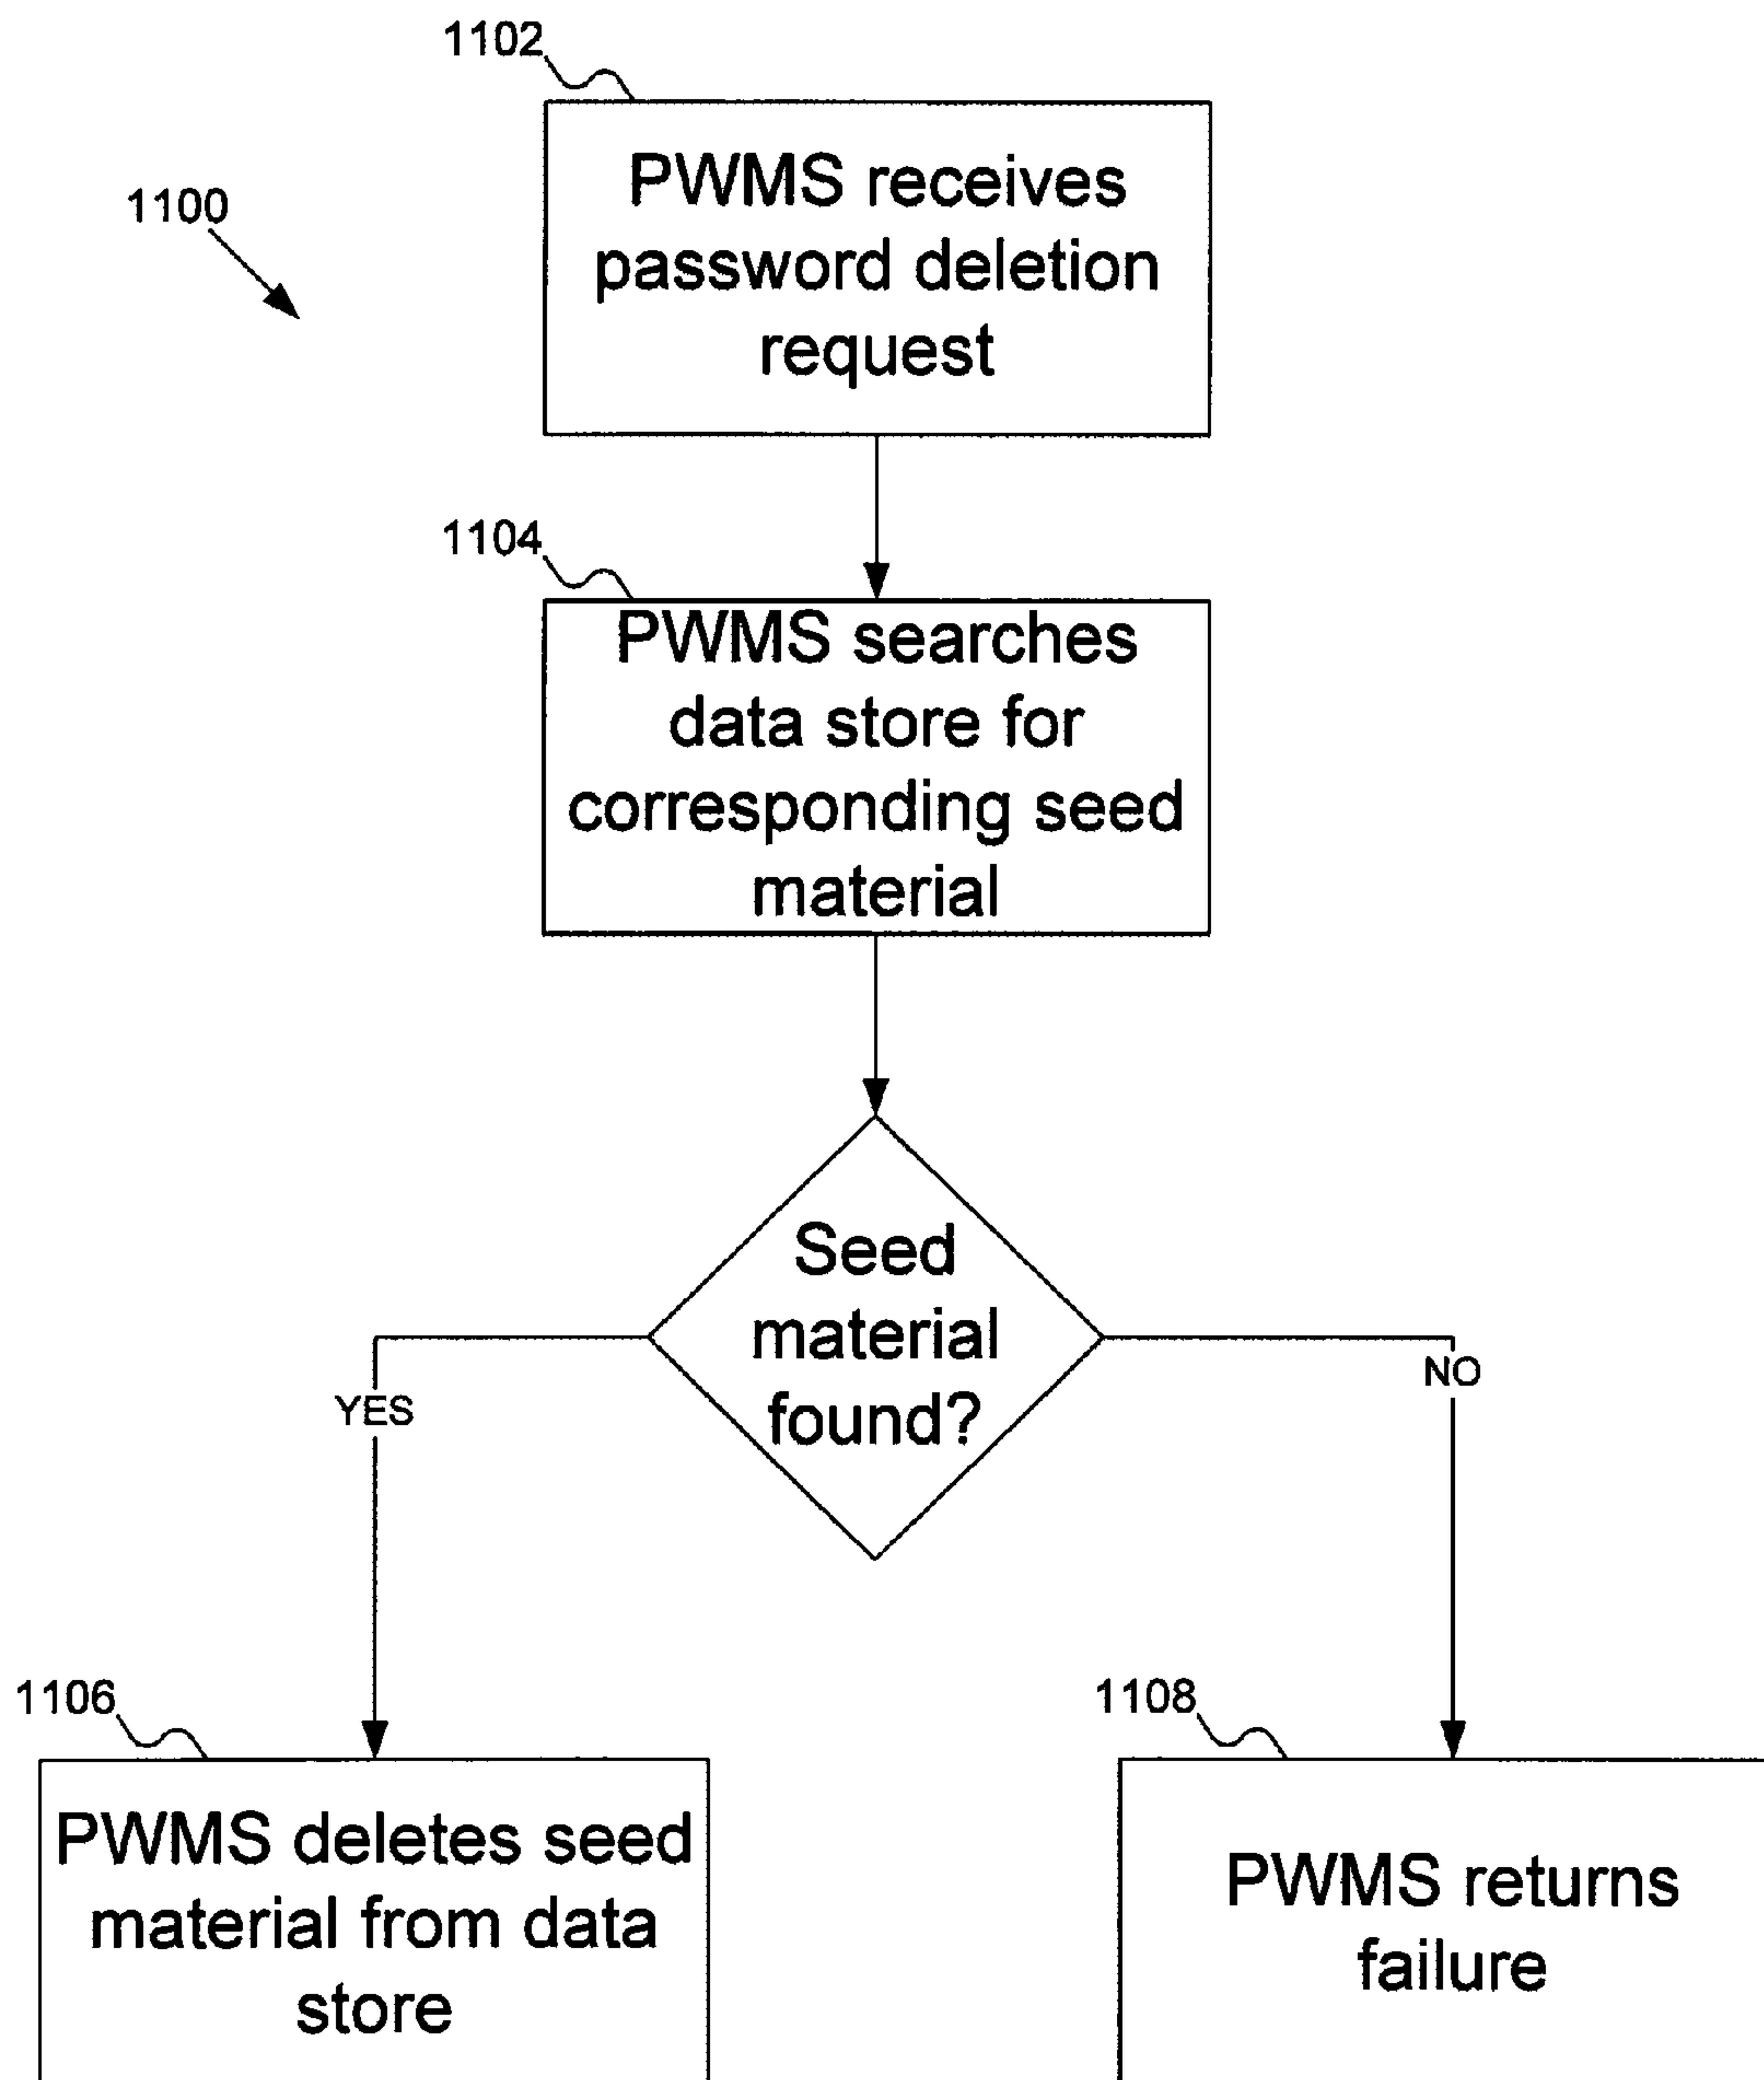 1102
PWMS receives
password deletion
request
1100
1104
PWMS searches
data store for
corresponding seed
material
Seed
material
found?
YES
NO
1106
PWMS deletes seed
material from data
store
1108
PWMS returns
failure